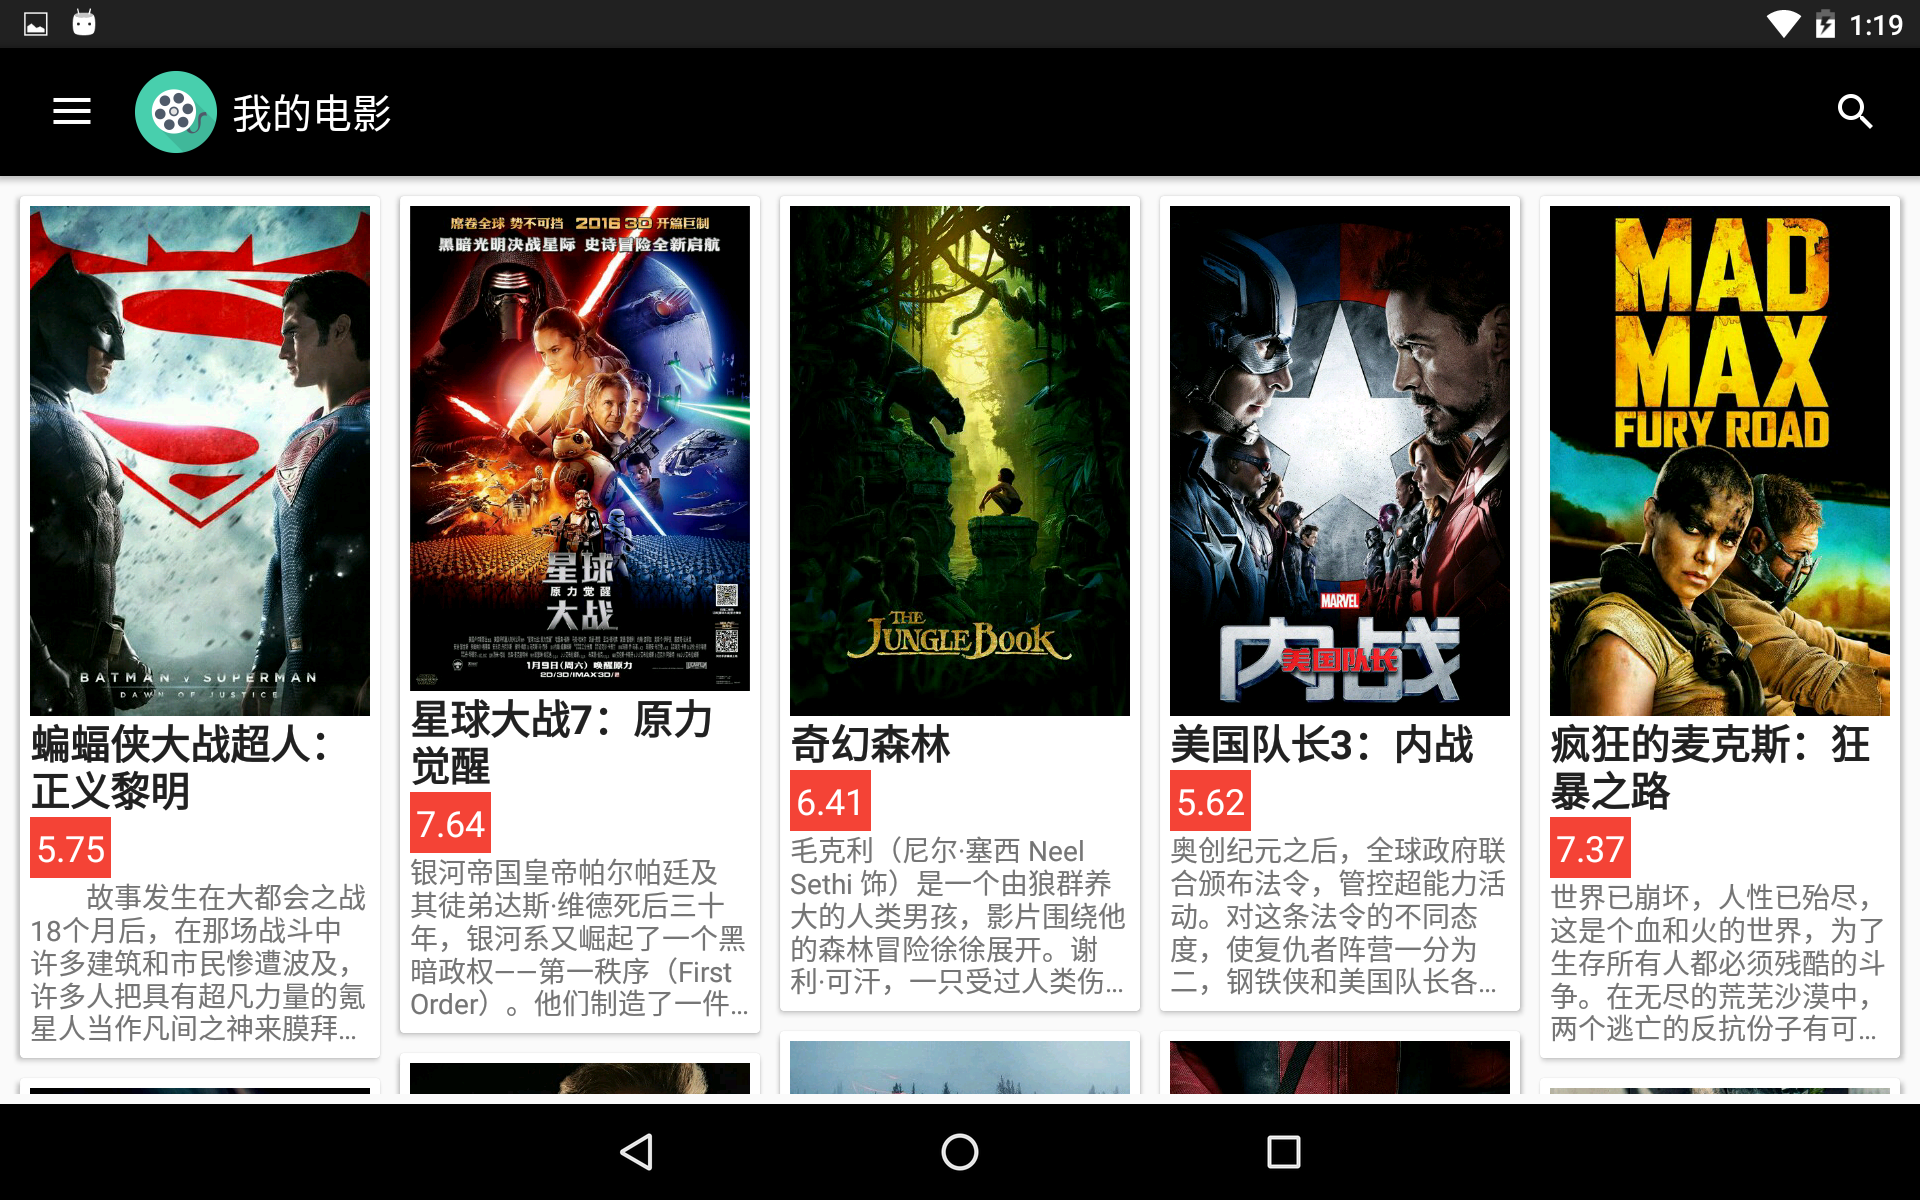 1:19
我的电影
BATMAN V SUPERMAN
DAWN OF JUSTICE
蝙蝠侠大战超人：
正义黎明
5.75
故事发生在大都会之战
18个月后，在那场战斗中
许多建筑和市民惨遭波及，
许多人把具有超凡力量的氪
星人当作凡间之神来膜拜...
席卷全球 势不可挡 2016 3D 开篇巨制
黑暗光明决战星际 史诗冒险全新启航
星球
原力觉醒
大战
1月9日(周六) 唤醒原力
2D/3D/IMAX3D/
星球大战7：原力
觉醒
7.64
银河帝国皇帝帕尔帕廷及
其徒弟达斯·维德死后三十
年，银河系又崛起了一个黑
暗政权——第一秩序（First
Order）。他们制造了一件...
THE
JUNGLE BOOK
奇幻森林
6.41
毛克利（尼尔·塞西 Neel
Sethi 饰）是一个由狼群养
大的人类男孩，影片围绕他
的森林冒险徐徐展开。谢
利·可汗，一只受过人类伤...
MARVEL
内战
美国队长
美国队长3：内战
5.62
奥创纪元之后，全球政府联
合颁布法令，管控超能力活
动。对这条法令的不同态
度，使复仇者阵营一分为
二，钢铁侠和美国队长各...
MAD
MAX
FURY ROAD
疯狂的麦克斯：狂
暴之路
7.37
世界已崩坏，人性已殆尽，
这是个血和火的世界，为了
生存所有人都必须残酷的斗
争。在无尽的荒芜沙漠中，
两个逃亡的反抗份子有可...